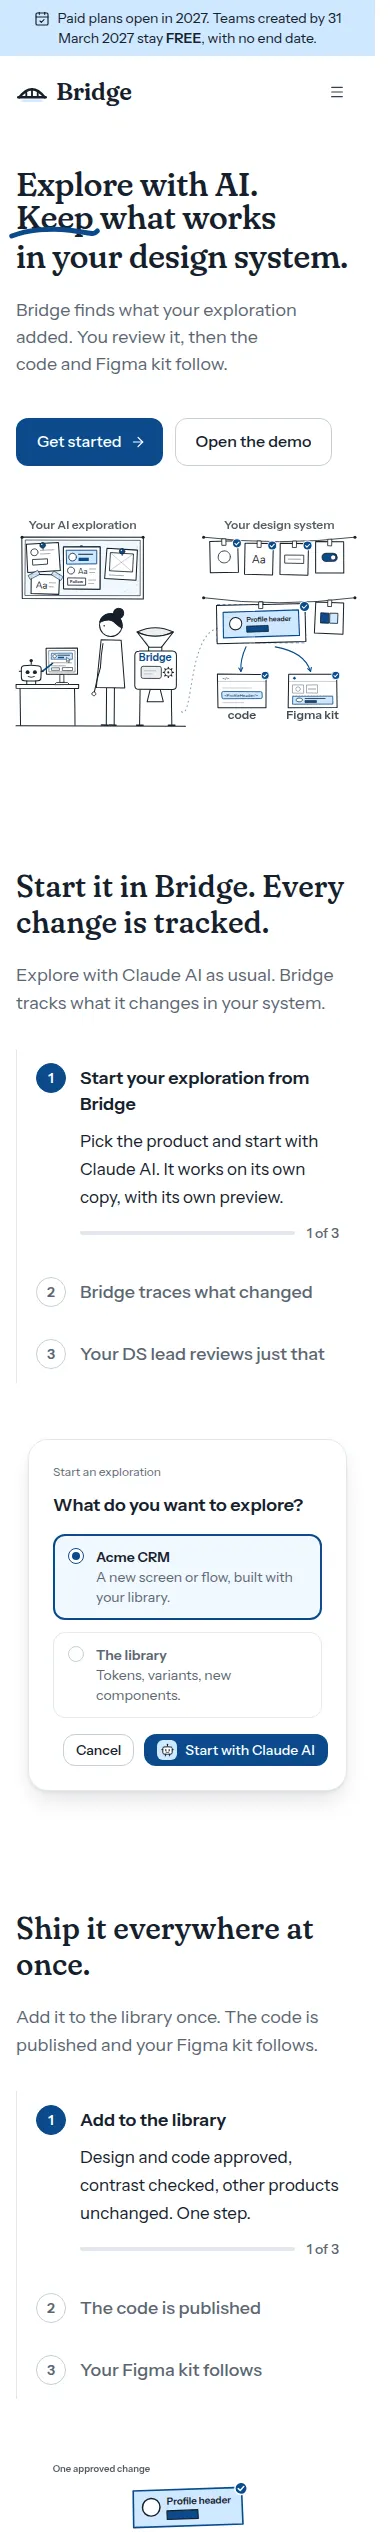 Paid plans open in 2027. Teams created by 31
March 2027 stay FREE, with no end date.
Bridge
Explore with AI.
Keep what works
in your design system.
Bridge finds what your exploration
added. You review it, then the
code and Figma kit follow.
Get started →
Open the demo
Your AI exploration
Your design system
Aa
Follow
Aa
Aa
Bridge
Profile header
</>
code
Figma kit
Start it in Bridge. Every
change is tracked.
Explore with Claude AI as usual. Bridge
tracks what it changes in your system.
1
Start your exploration from
Bridge
Pick the product and start with
Claude AI. It works on its own
copy, with its own preview.
1 of 3
2
Bridge traces what changed
3
Your DS lead reviews just that
Start an exploration
What do you want to explore?
Acme CRM
A new screen or flow, built with
your library.
The library
Tokens, variants, new
components.
Cancel
Start with Claude AI
Ship it everywhere at
once.
Add it to the library once. The code is
published and your Figma kit follows.
1
Add to the library
Design and code approved,
contrast checked, other products
unchanged. One step.
1 of 3
2
The code is published
3
Your Figma kit follows
One approved change
Profile header